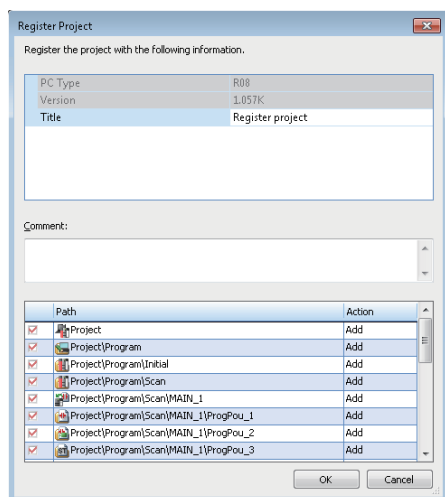 Register Project
Register the project with the following information.
PC Type R08
Version 1.057K
Title Register project
Comment:
Path Action
Project Add
Project\Program Add
Project\Program\Initial Add
Project\Program\Scan Add
Project\Program\Scan\MAIN_1 Add
Project\Program\Scan\MAIN_1\ProgPou_1 Add
Project\Program\Scan\MAIN_1\ProgPou_2 Add
Project\Program\Scan\MAIN_1\ProgPou_3 Add
OK Cancel